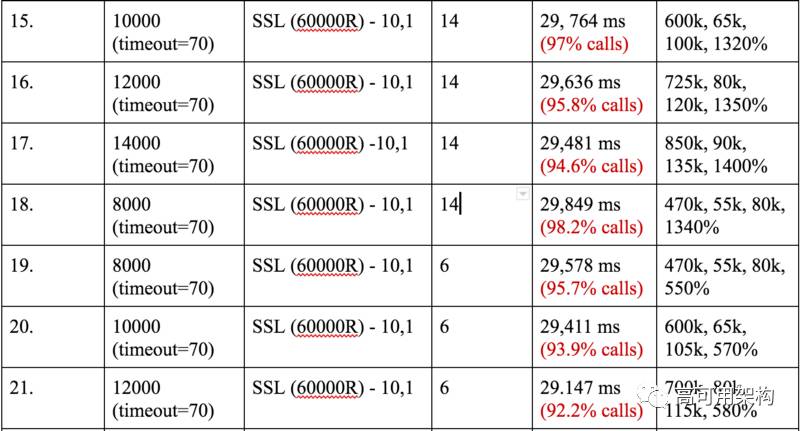 15.
10000
(timeout=70)
SSL (60000R) - 10,1
14
29, 764 ms
(97% calls)
600k, 65k,
100k, 1320%
16.
12000
(timeout=70)
SSL (60000R) - 10,1
14
29,636 ms
(95.8% calls)
725k, 80k,
120k, 1350%
17.
14000
(timeout=70)
SSL (60000R) -10,1
14
29,481 ms
(94.6% calls)
850k, 90k,
135k, 1400%
18.
8000
(timeout=70)
SSL (60000R) - 10,1
14
29,849 ms
(98.2% calls)
470k, 55k, 80k,
1340%
19.
8000
(timeout=70)
SSL (60000R) - 10,1
6
29,578 ms
(95.7% calls)
470k, 55k, 80k,
550%
20.
10000
(timeout=70)
SSL (60000R) - 10,1
6
29,411 ms
(93.9% calls)
600k, 65k,
105k, 570%
21.
12000
(timeout=70)
SSL (60000R) - 10,1
6
29.147 ms
(92.2% calls)
700k, 80k,
115k, 580%
高可用架构